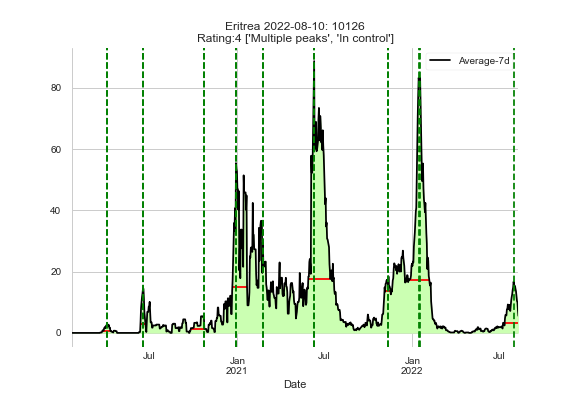 Eritrea 2022-08-10: 10126
Rating:4 ['Multiple peaks', 'In control']
Average-7d
80
60
40
20
0
Jul
Jan
2021
Jul
Jan
2022
Jul
Date